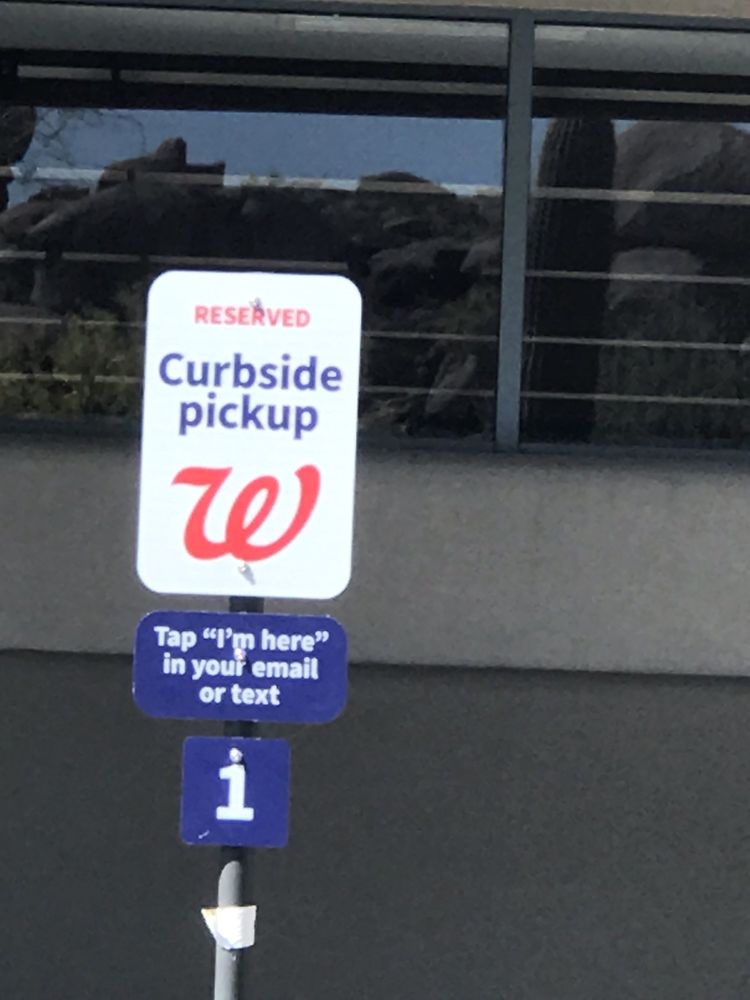 RESERVED
Curbside
pickup
W
Tap “I’m here”
in your email
or text
1